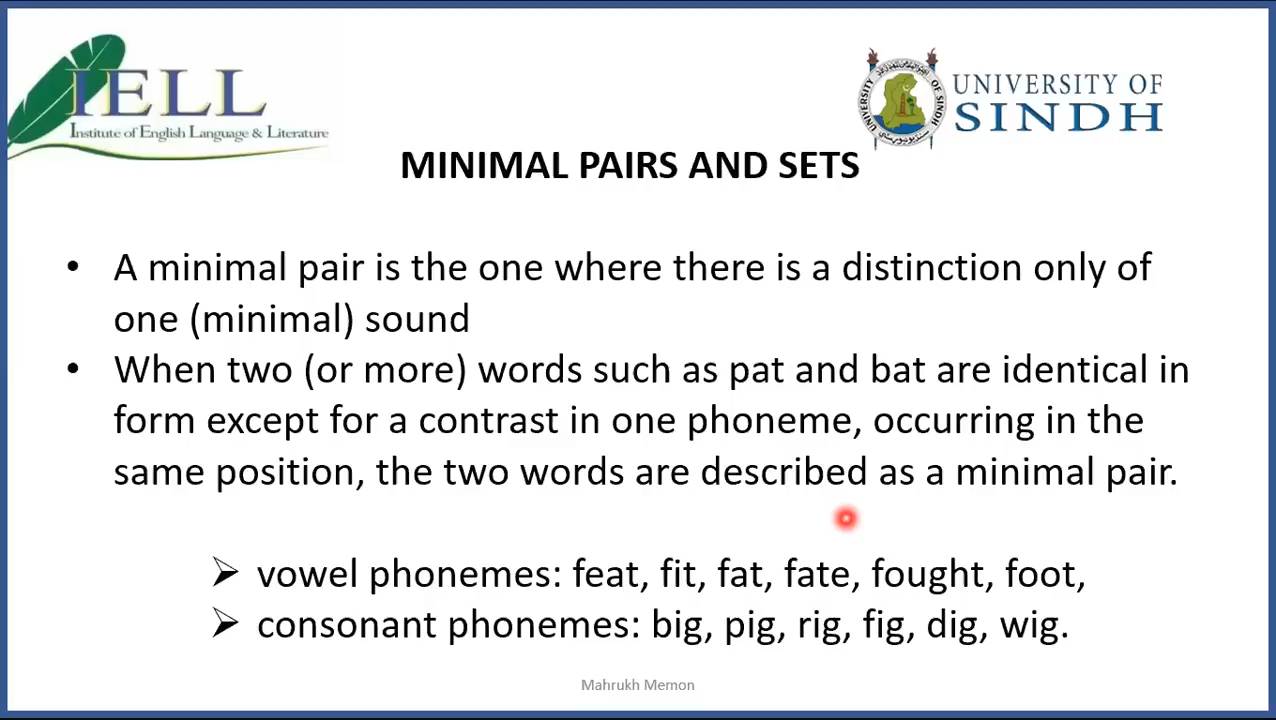 IELL
Institute of English Language & Literature
UNIVERSITY OF SINDH
UNIVERSITY OF
SINDH
MINIMAL PAIRS AND SETS
• A minimal pair is the one where there is a distinction only of
one (minimal) sound
• When two (or more) words such as pat and bat are identical in
form except for a contrast in one phoneme, occurring in the
same position, the two words are described as a minimal pair.
➢ vowel phonemes: feat, fit, fat, fate, fought, foot,
➢ consonant phonemes: big, pig, rig, fig, dig, wig.
Mahrukh Memon